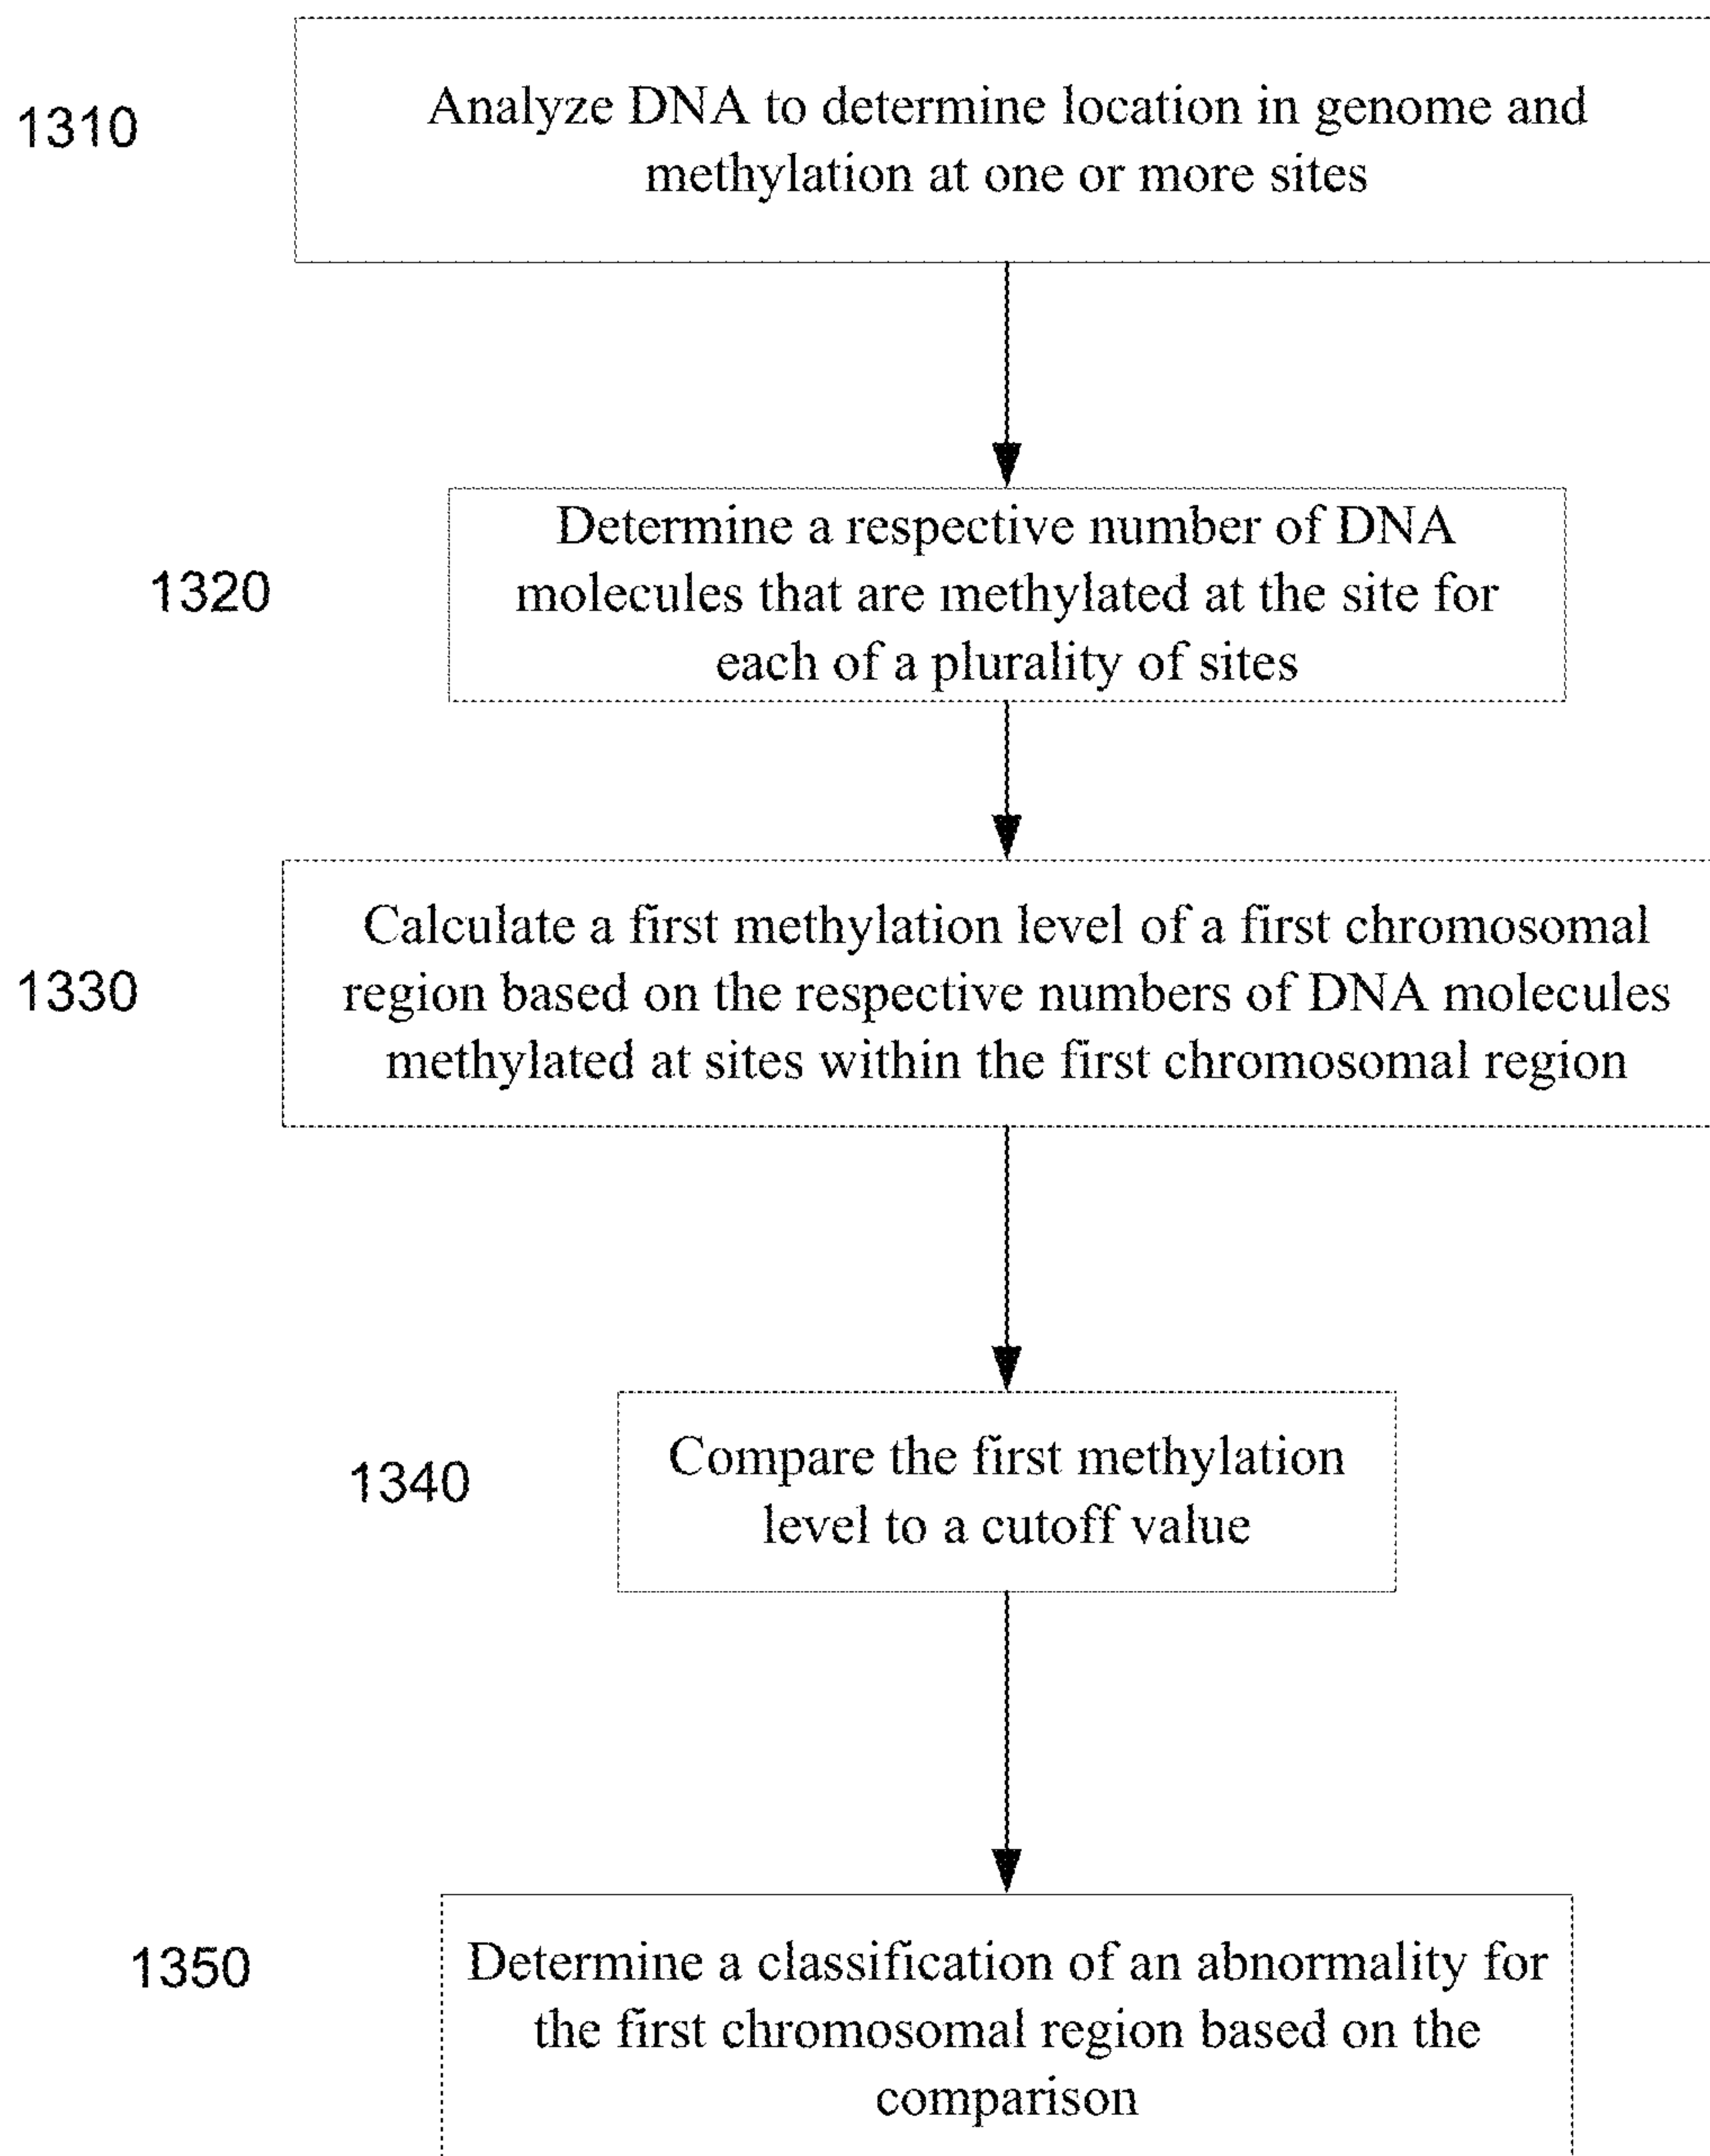 1310
Analyze DNA to determine location in genome and
methylation at one or more sites
1320
Determine a respective number of DNA
molecules that are methylated at the site for
each of a plurality of sites
1330
Calculate a first methylation level of a first chromosomal
region based on the respective numbers of DNA molecules
methylated at sites within the first chromosomal region
1340
Compare the first methylation
level to a cutoff value
1350
Determine a classification of an abnormality for
the first chromosomal region based on the
comparison